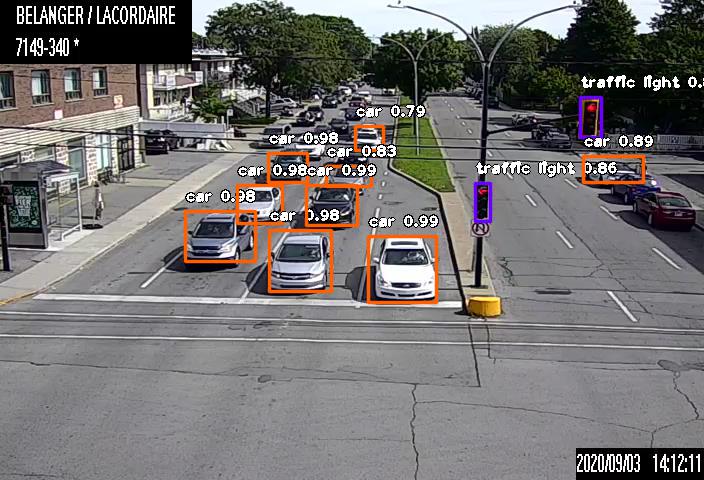 BELANGER / LACORDAIRE
7149-340 *
traffic light 0.8
car 0.79
car 0.98
car 0.89
car 0.83
car 0.98
car 0.99
traffic light 0.86
car 0.98
car 0.98
car 0.99
2020/09/03 14:12:11